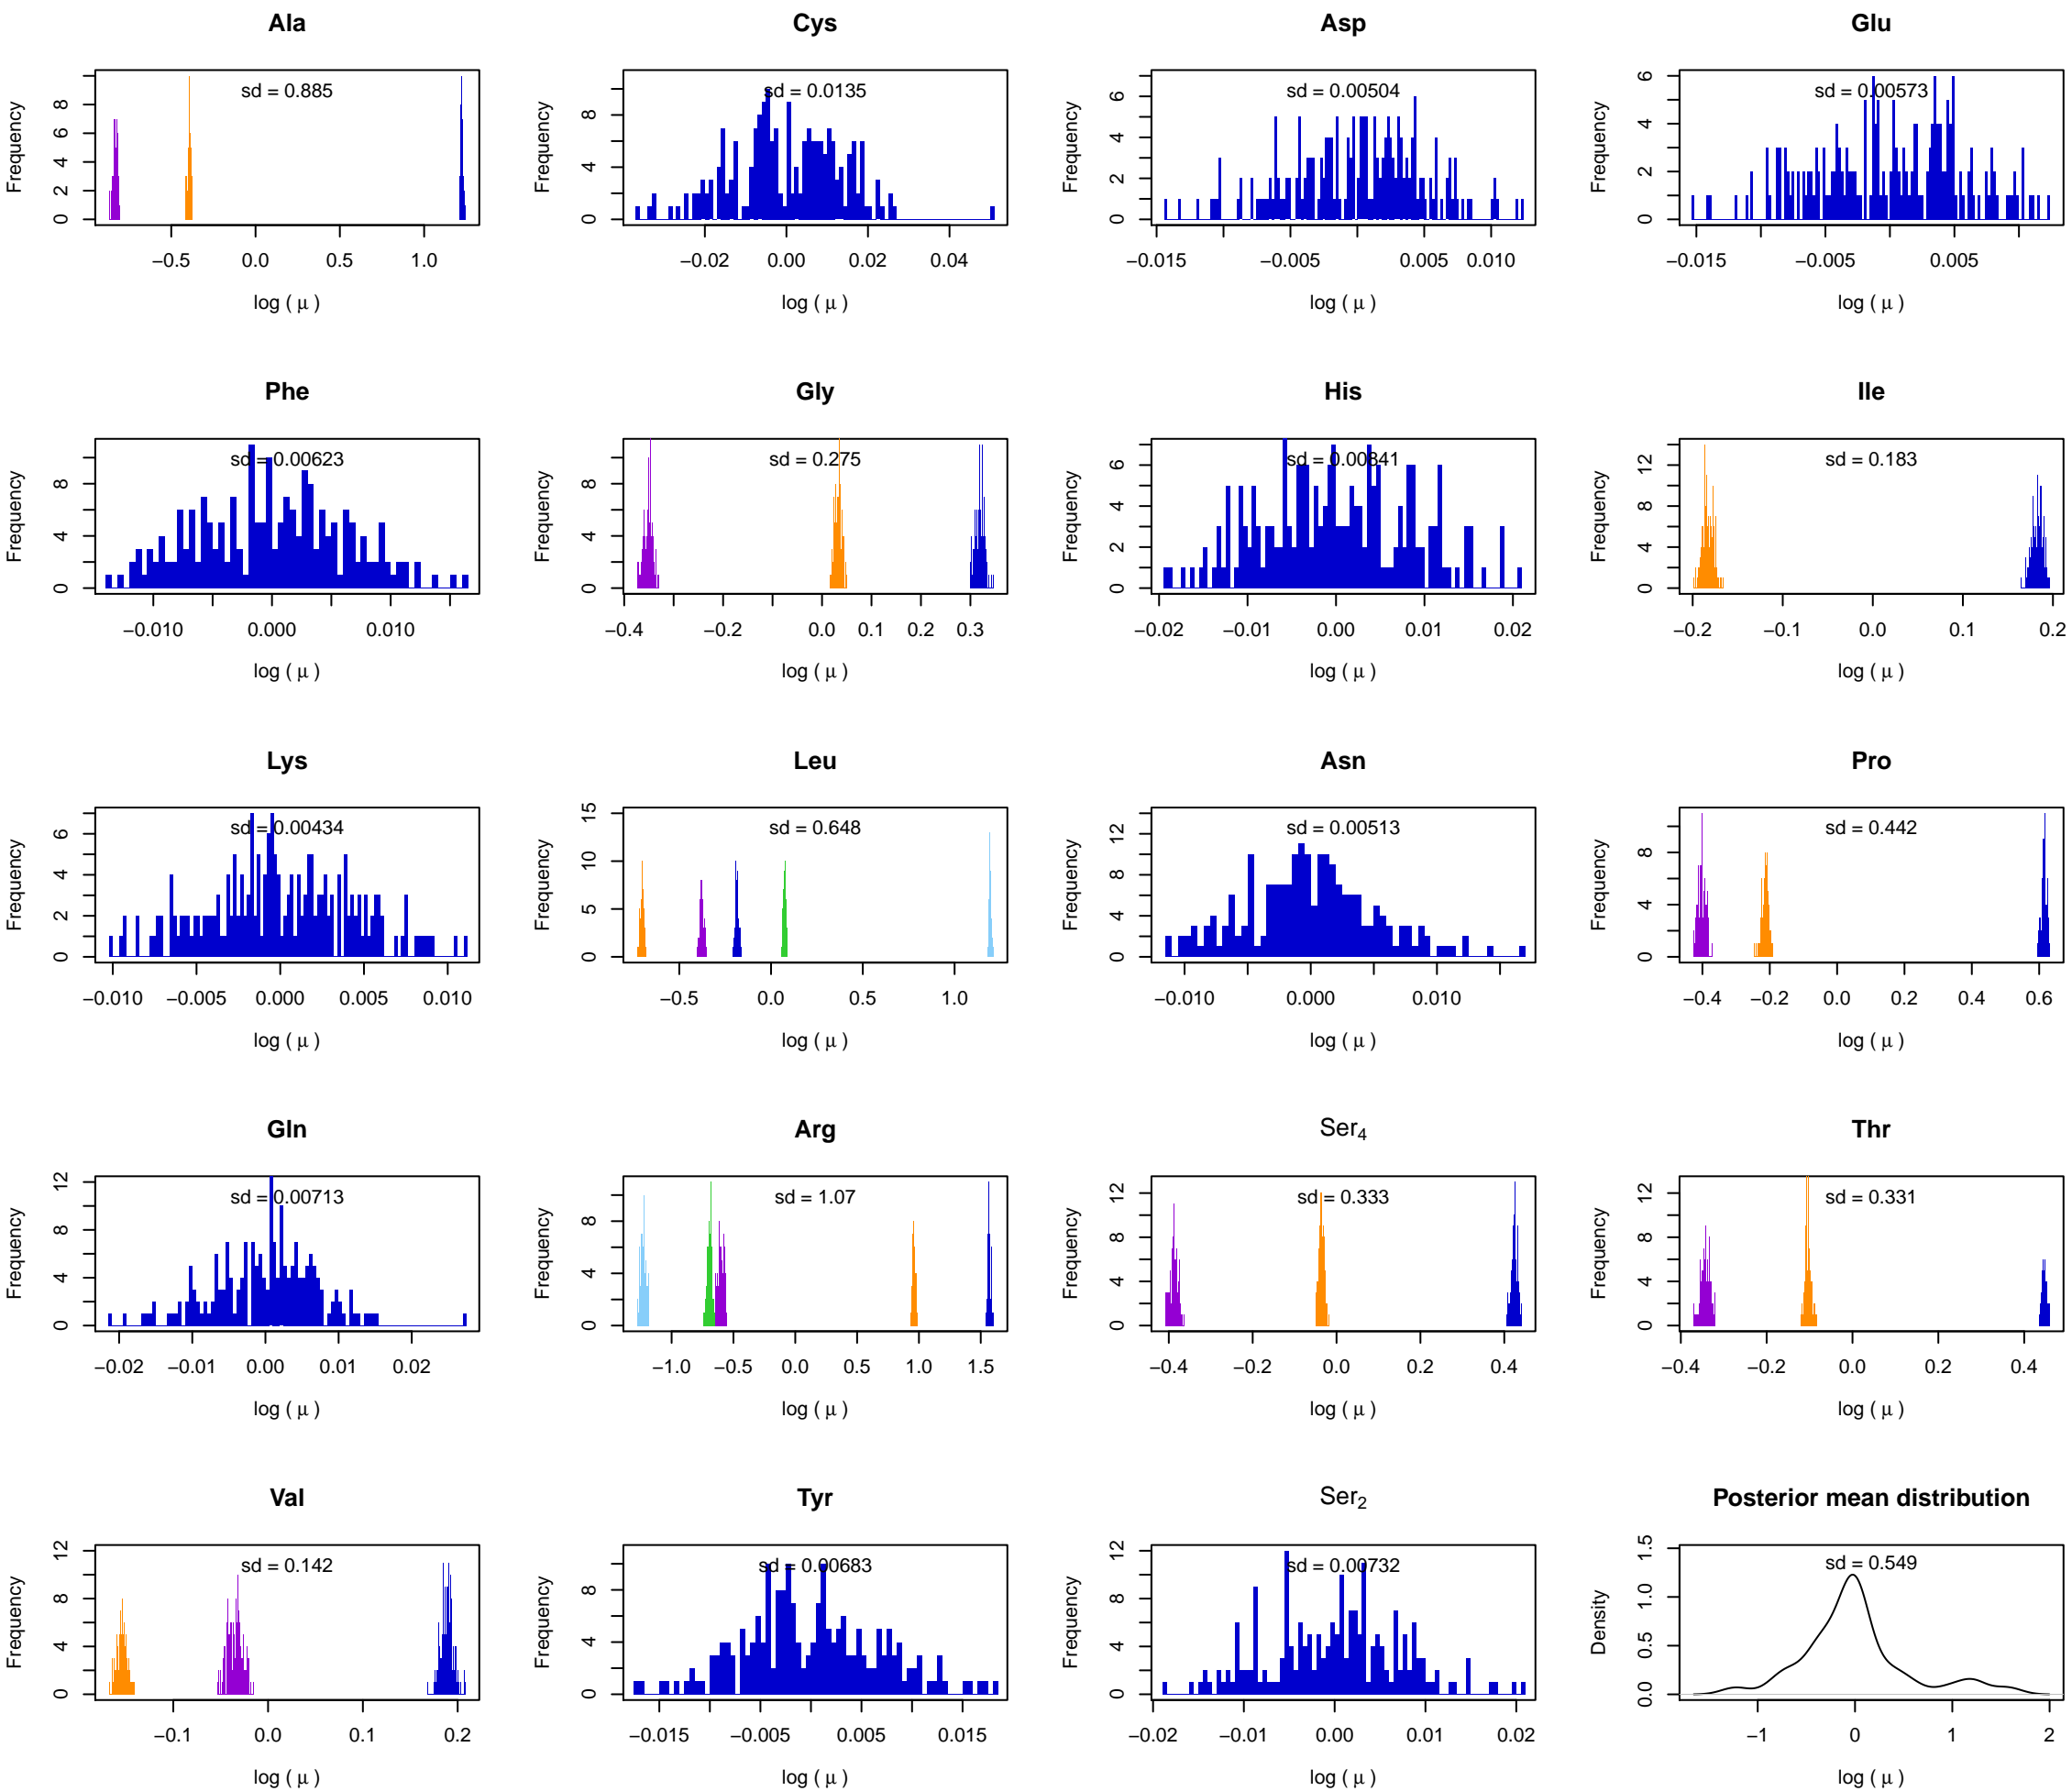 Ala
sd = 0.885
Frequency
0 2 4 6 8
−0.5 0.0 0.5 1.0
log ( μ )
Cys
sd = 0.0135
Frequency
0 4 8
−0.02 0.00 0.02 0.04
log ( μ )
Asp
sd = 0.00504
Frequency
0 2 4 6
−0.015 −0.005 0.005 0.010
log ( μ )
Glu
sd = 0.00573
Frequency
0 2 4 6
−0.015 −0.005 0.005
log ( μ )
Phe
sd = 0.00623
Frequency
0 4 8
−0.010 0.000 0.010
log ( μ )
Gly
sd = 0.275
Frequency
0 4 8
−0.4 −0.2 0.0 0.1 0.2 0.3
log ( μ )
His
sd = 0.00841
Frequency
0 2 4 6
−0.02 −0.01 0.00 0.01 0.02
log ( μ )
Ile
sd = 0.183
Frequency
0 4 8 12
−0.2 −0.1 0.0 0.1 0.2
log ( μ )
Lys
sd = 0.00434
Frequency
0 2 4 6
−0.010 −0.005 0.000 0.005 0.010
log ( μ )
Leu
sd = 0.648
Frequency
0 5 10 15
−0.5 0.0 0.5 1.0
log ( μ )
Asn
sd = 0.00513
Frequency
0 4 8 12
−0.010 0.000 0.010
log ( μ )
Pro
sd = 0.442
Frequency
0 4 8
−0.4 −0.2 0.0 0.2 0.4 0.6
log ( μ )
Gln
sd = 0.00713
Frequency
0 4 8 12
−0.02 −0.01 0.00 0.01 0.02
log ( μ )
Arg
sd = 1.07
Frequency
0 4 8
−1.0 −0.5 0.0 0.5 1.0 1.5
log ( μ )
Ser₄
sd = 0.333
Frequency
0 4 8 12
−0.4 −0.2 0.0 0.2 0.4
log ( μ )
Thr
sd = 0.331
Frequency
0 4 8 12
−0.4 −0.2 0.0 0.2 0.4
log ( μ )
Val
sd = 0.142
Frequency
0 4 8 12
−0.1 0.0 0.1 0.2
log ( μ )
Tyr
sd = 0.00683
Frequency
0 4 8
−0.015 −0.005 0.005 0.015
log ( μ )
Ser₂
sd = 0.00732
Frequency
0 4 8 12
−0.02 −0.01 0.00 0.01 0.02
log ( μ )
Posterior mean distribution
sd = 0.549
Density
0.0 0.5 1.0 1.5
−1 0 1 2
log ( μ )